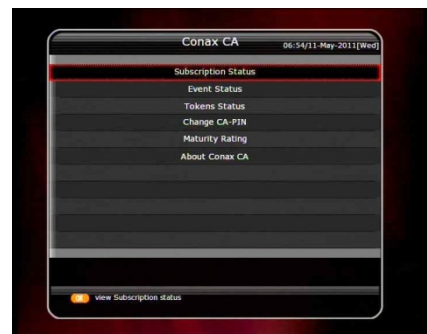 Conax CA
06:54/11-May-2011[Wed]
Subscription Status
Event Status
Tokens Status
Change CA-PIN
Maturity Rating
About Conax CA
OK view Subscription status